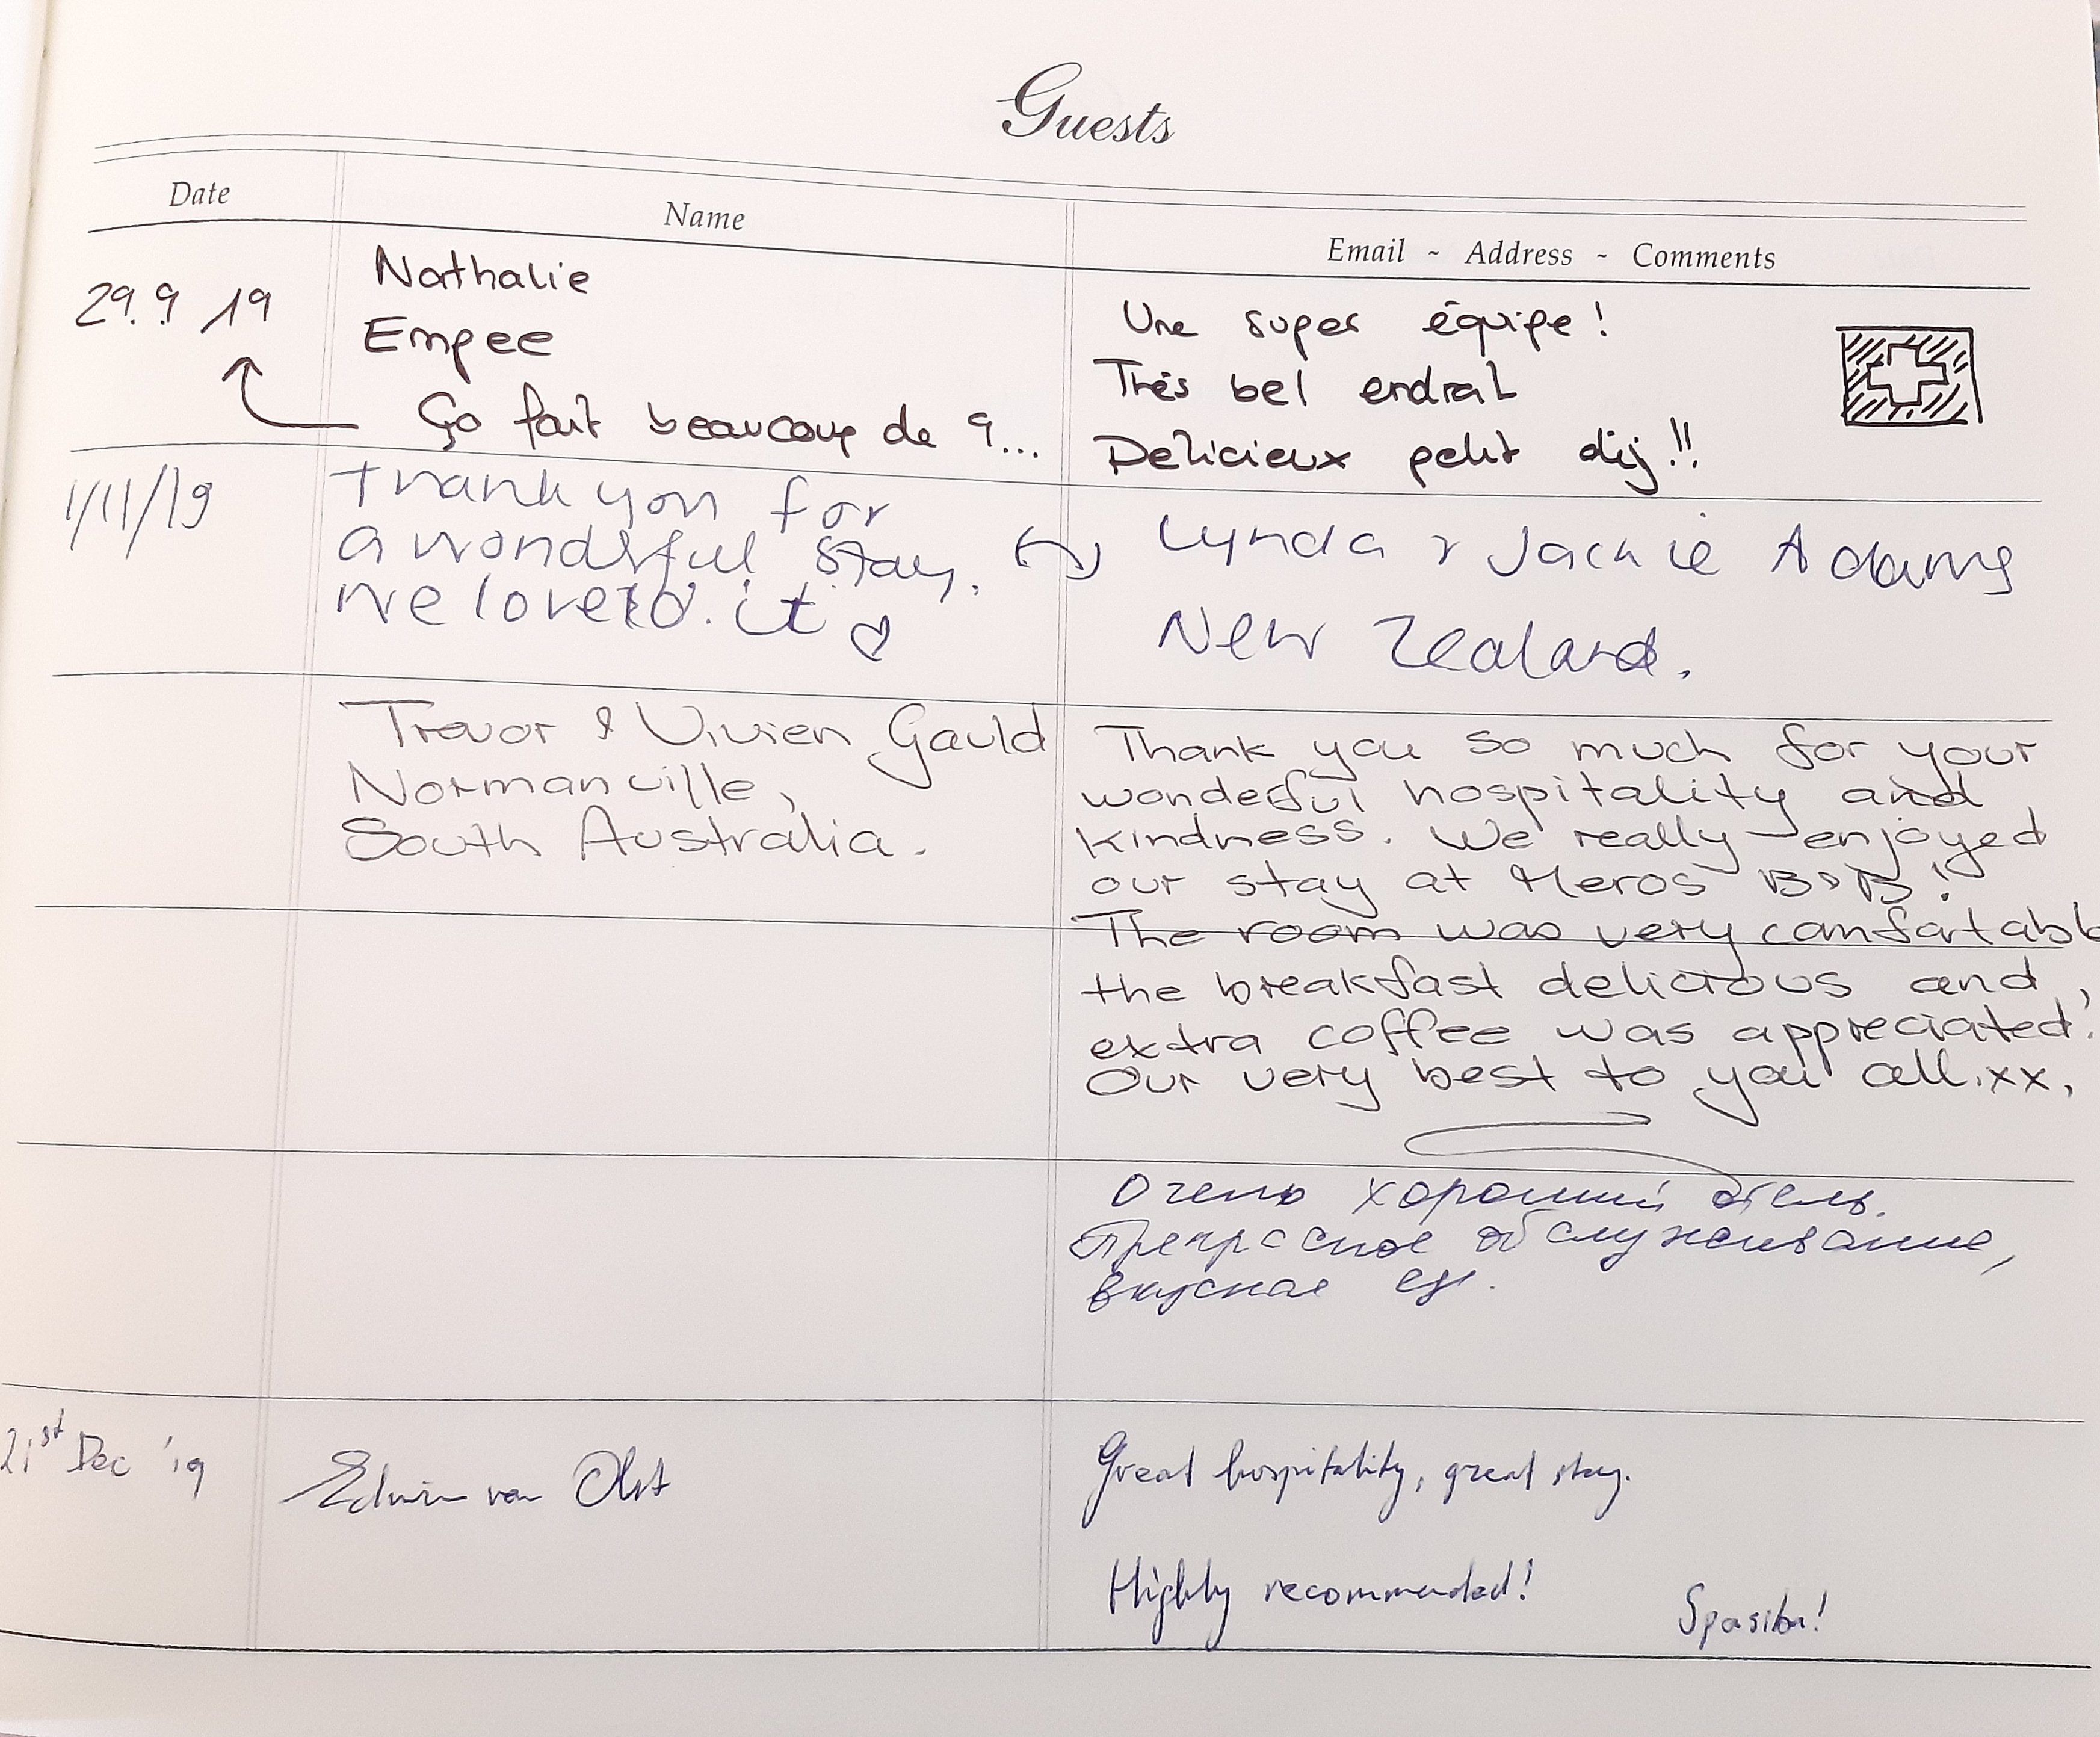 Guests
Date
Name
Email ~ Address - Comments
29.9.19
Nathalie
Empee
Ça fait beaucoup de 9...
Une super équipe!
Très bel endroit
Délicieux petit dij!!
1/11/19
Thank you for
a wonderful stay.
we loved it ♡
Lynda & Jackie Adams
New Zealand.
Trevor & Vivien Gauld
Normanville,
South Australia.
Thank you so much for your
wonderful hospitality and
kindness. We really enjoyed
our stay at Meros B&B!
The room was very comfortabl
the breakfast delicious and,
extra coffee was appreciated!
Our very best to you all.xx.
Очень хороший отель.
Прекрасное обслуживание,
вкусная еда.
21st Dec '19
Edwin van Olst
Great hospitality, great stay.
Highly recommended!
Spasiba!